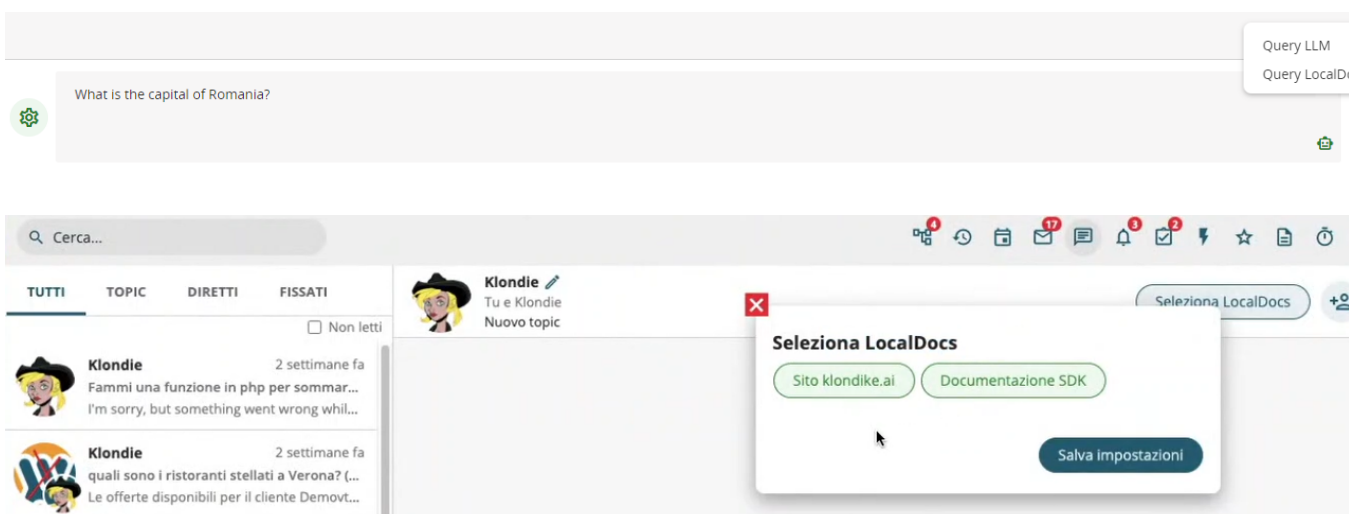 Query LLM
Query LocalDo
What is the capital of Romania?
Cerca...
4
17
3
2
TUTTI
TOPIC
DIRETTI
FISSATI
Non letti
Klondie
2 settimane fa
Fammi una funzione in php per sommar...
I'm sorry, but something went wrong whil...
Klondie
2 settimane fa
quali sono i ristoranti stellati a Verona? (...
Le offerte disponibili per il cliente Demovt...
Klondie
Tu e Klondie
Nuovo topic
Seleziona LocalDocs
Seleziona LocalDocs
Sito klondike.ai
Documentazione SDK
Salva impostazioni